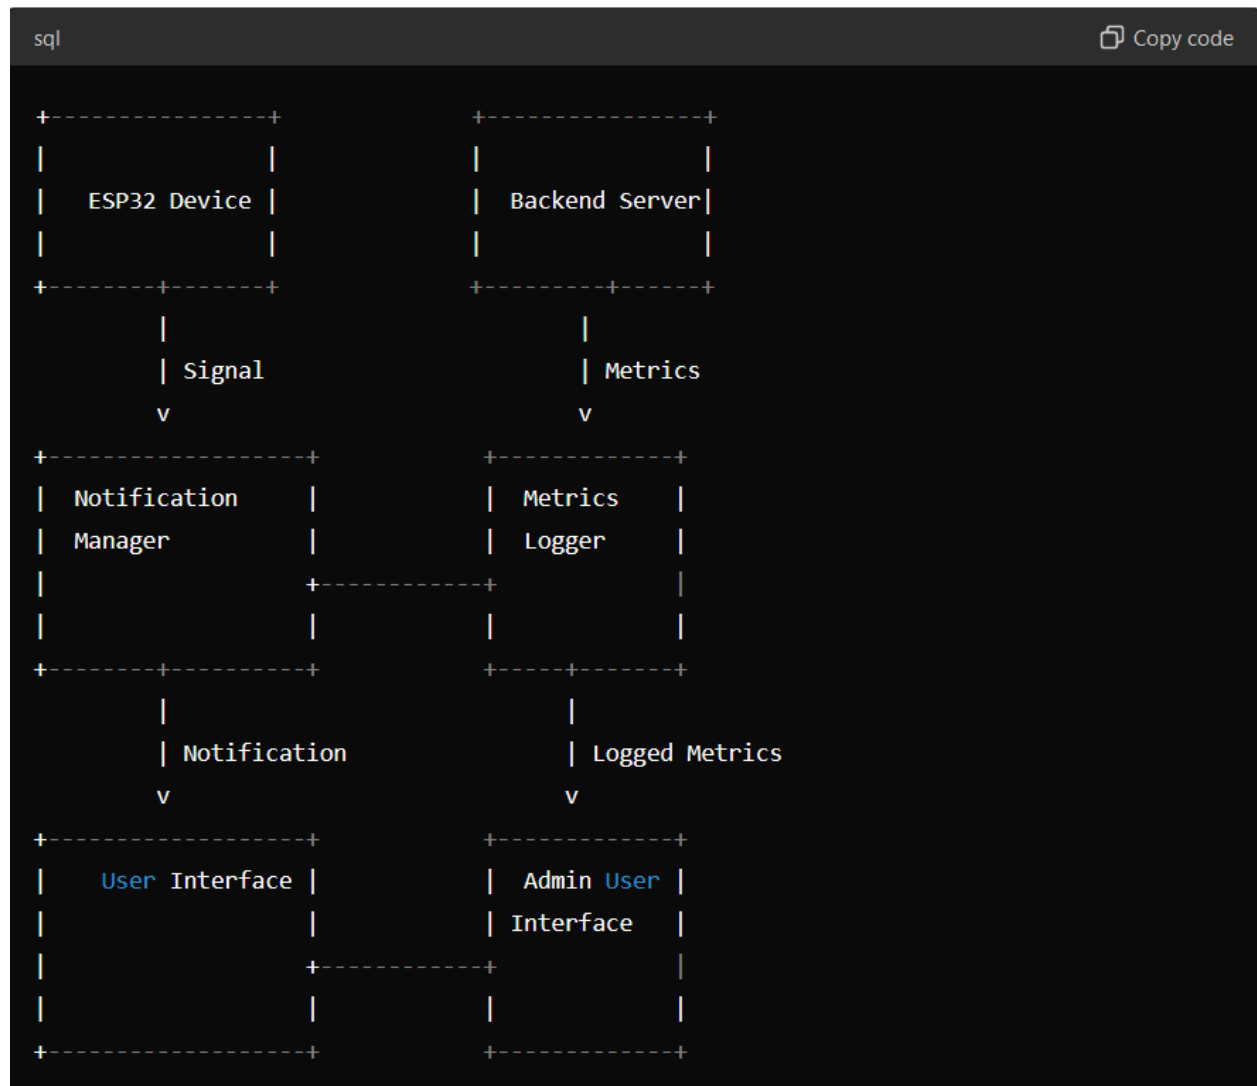 sql Copy code
+----------------+              +----------------+
|                |              |                |
|   ESP32 Device |              |  Backend Server|
|                |              |                |
+--------+-------+              +---------+------+
         |                              |
         | Signal                       | Metrics
         v                              v
+-------------------+            +-------------+
|  Notification     |            |  Metrics    |
|  Manager          |            |  Logger     |
|                   +------------+             |
|                   |            |             |
+--------+----------+            +-----+-------+
         |                             |
         | Notification                | Logged Metrics
         v                             v
+-------------------+            +-------------+
|    User Interface |            |  Admin User |
|                   |            | Interface   |
|                   +------------+             |
|                   |            |             |
+-------------------+            +-------------+